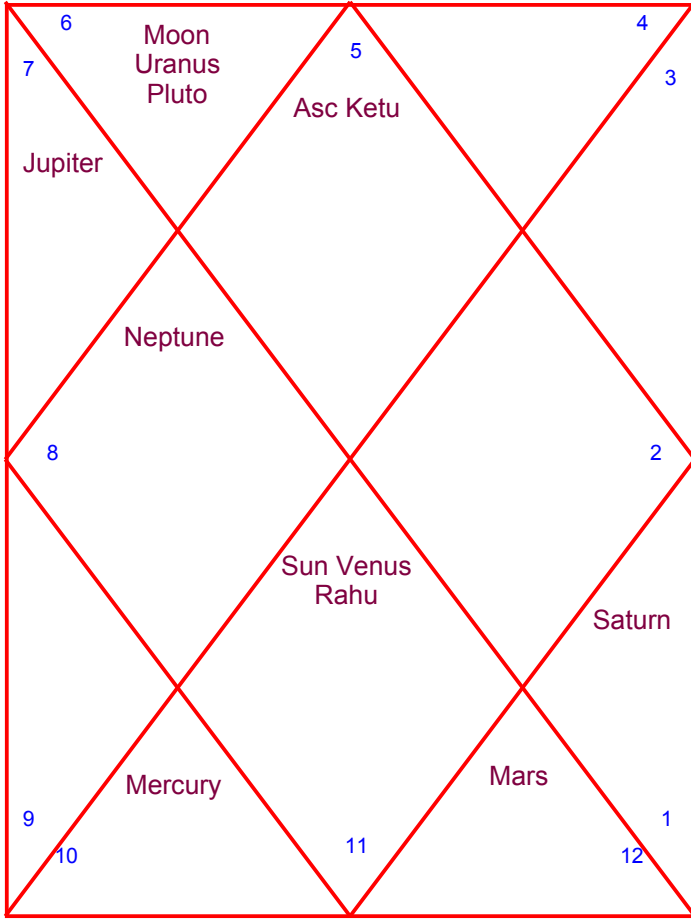 6
Moon
Uranus
Pluto
5
4
7
3
Asc Ketu
Jupiter
Neptune
8
2
Sun Venus
Rahu
Saturn
Mercury
Mars
9
1
10
11
12